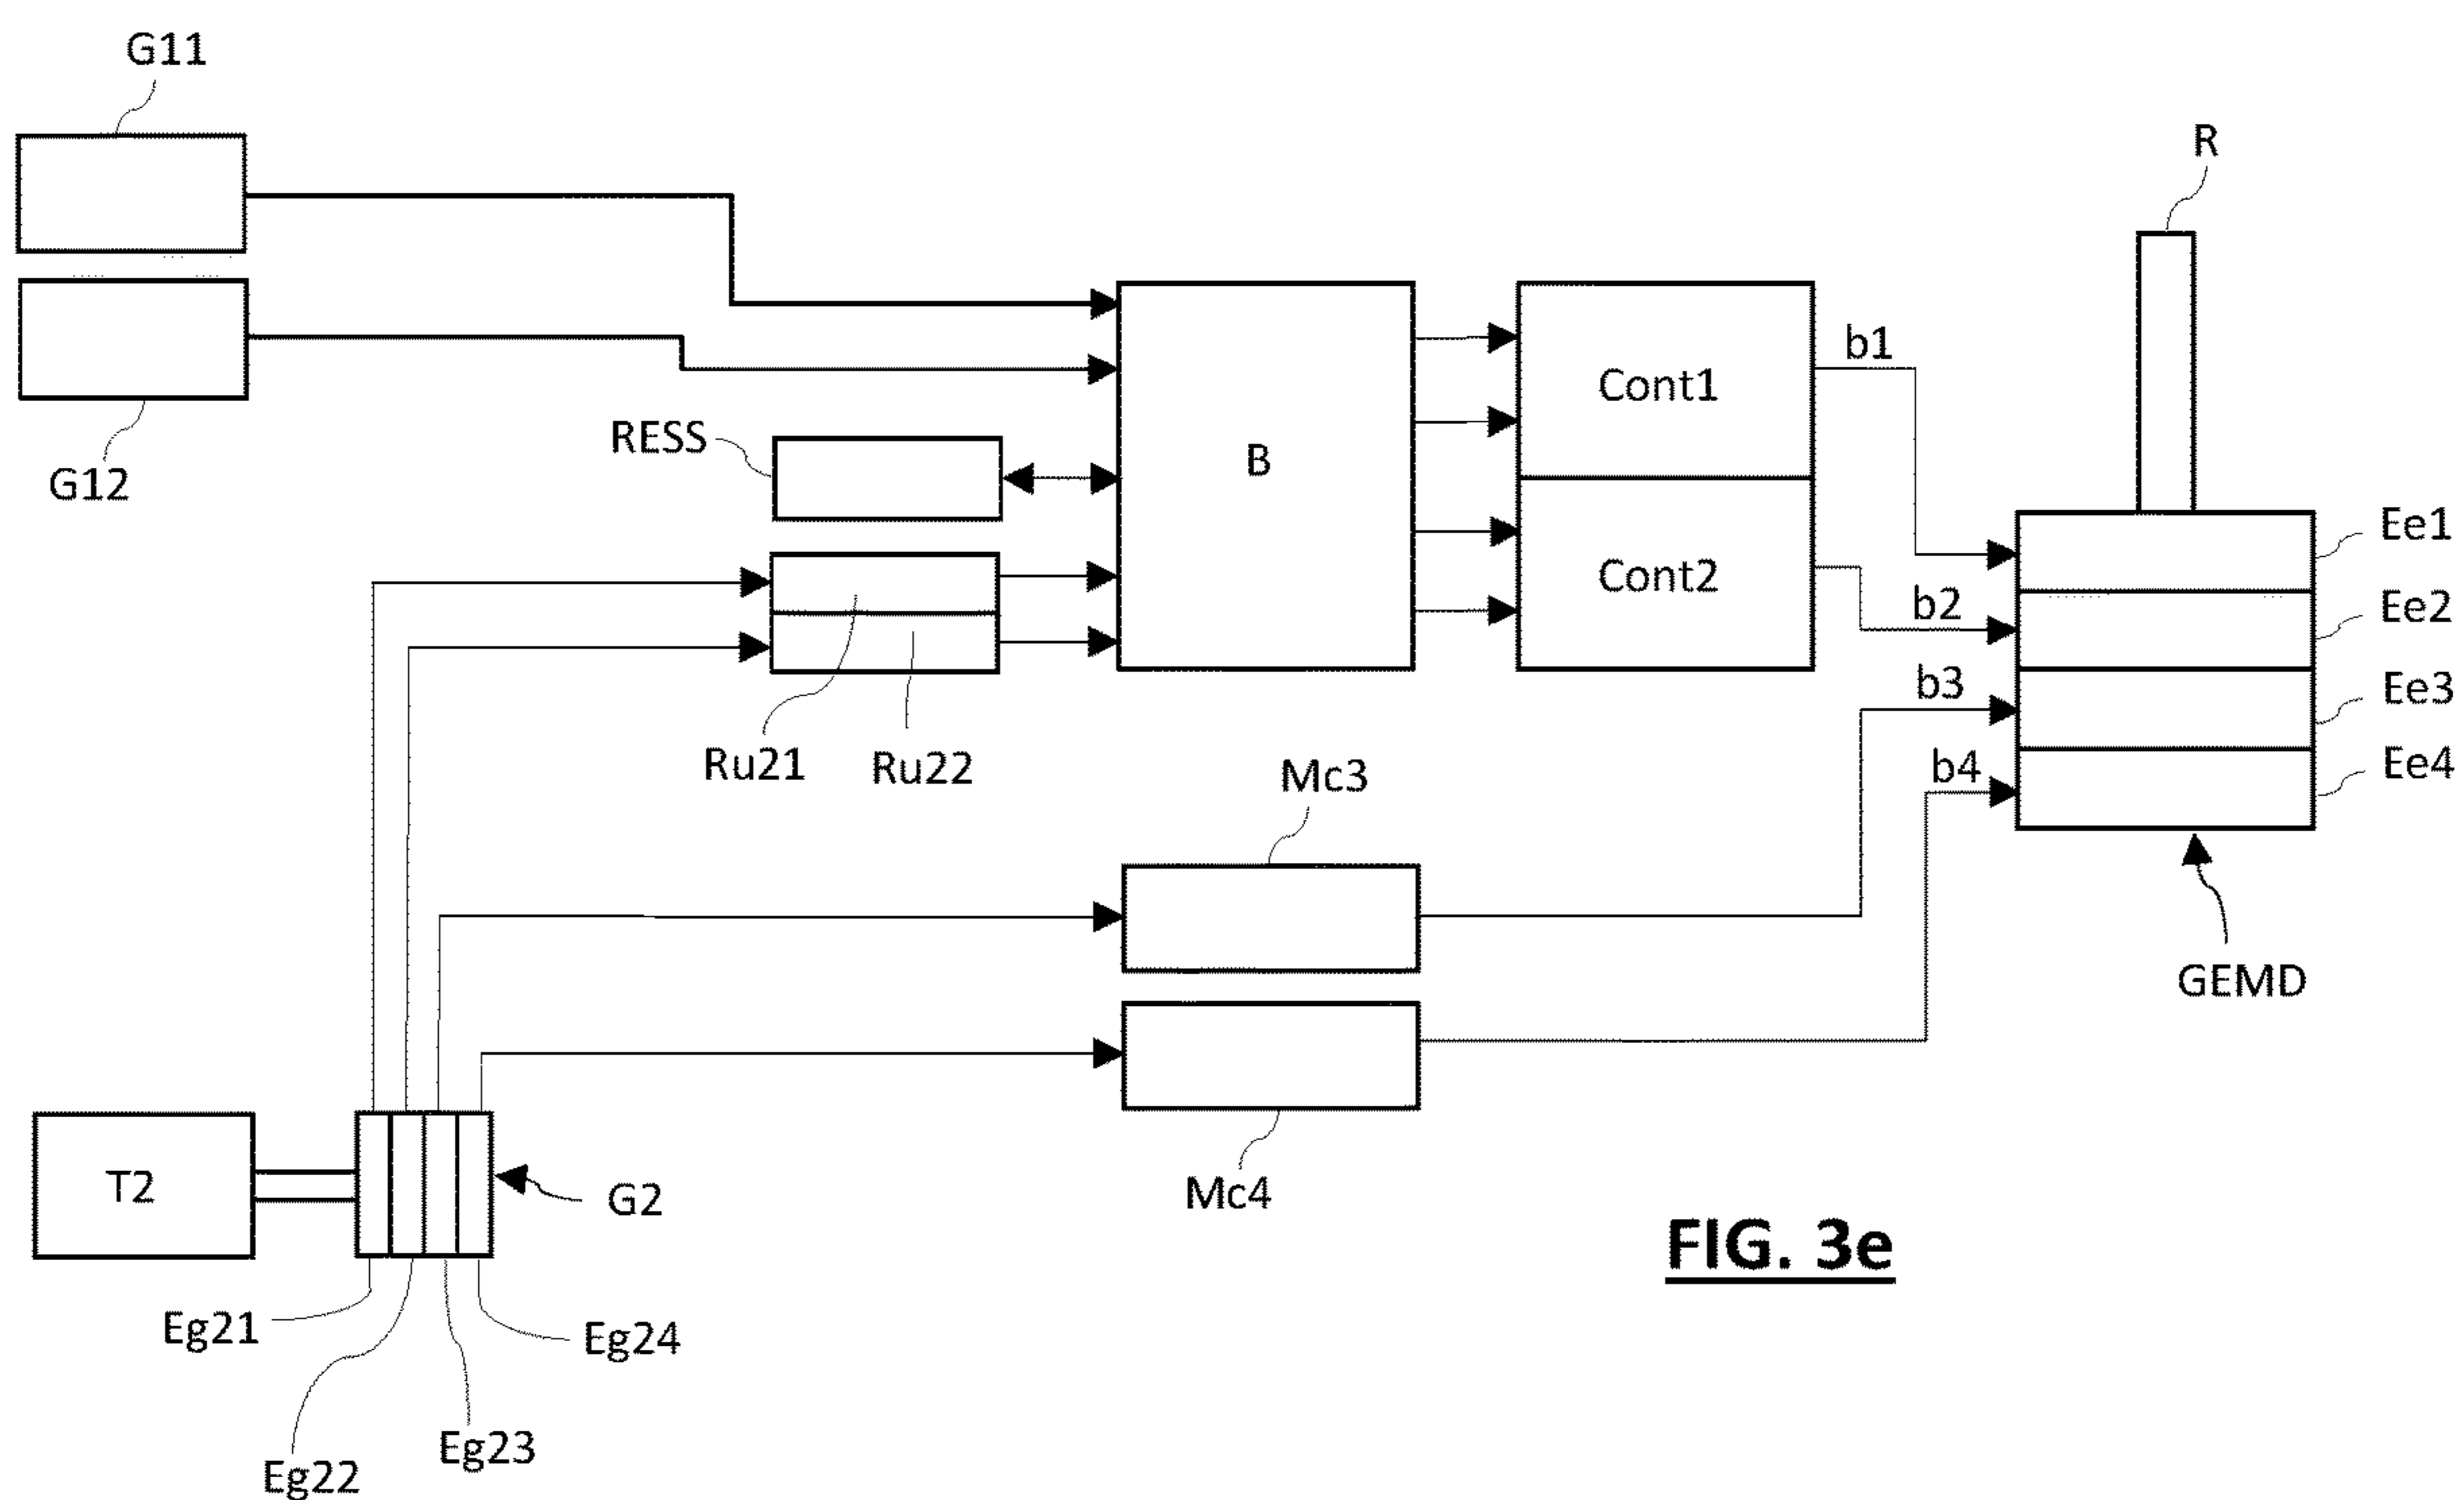 G11
R
G12
RESS
B
Cont1
Cont2
b1
b2
b3
b4
Ee1
Ee2
Ee3
Ee4
Ru21
Ru22
Mc3
GEMD
Mc4
T2
G2
Eg21
Eg24
Eg22
Eg23
FIG. 3e